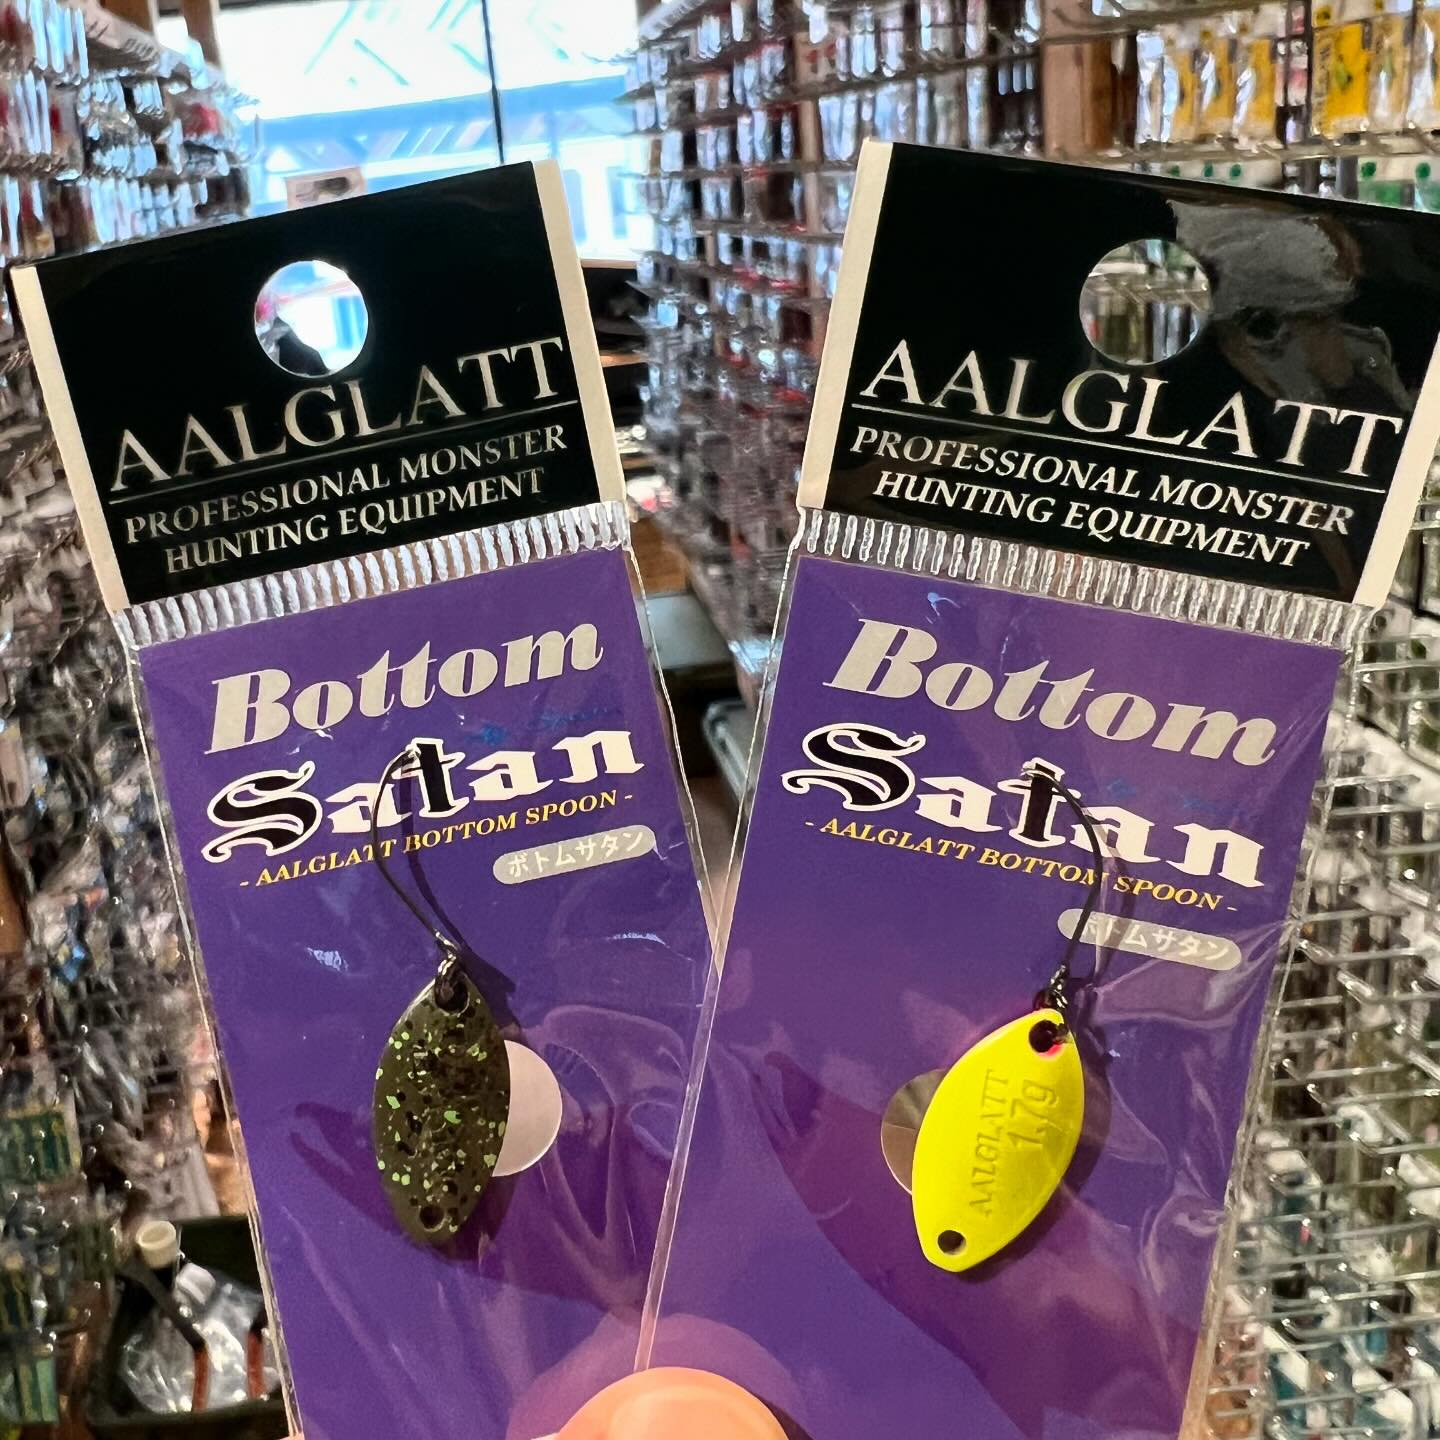 AALGLATT
PROFESSIONAL MONSTER
HUNTING EQUIPMENT
Bottom
Satan
- AALGLATT BOTTOM SPOON -
ボトムサタン
AALGLATT
PROFESSIONAL MONSTER
HUNTING EQUIPMENT
Bottom
Satan
- AALGLATT BOTTOM SPOON -
ボトムサタン
AALGLATT
1.7g